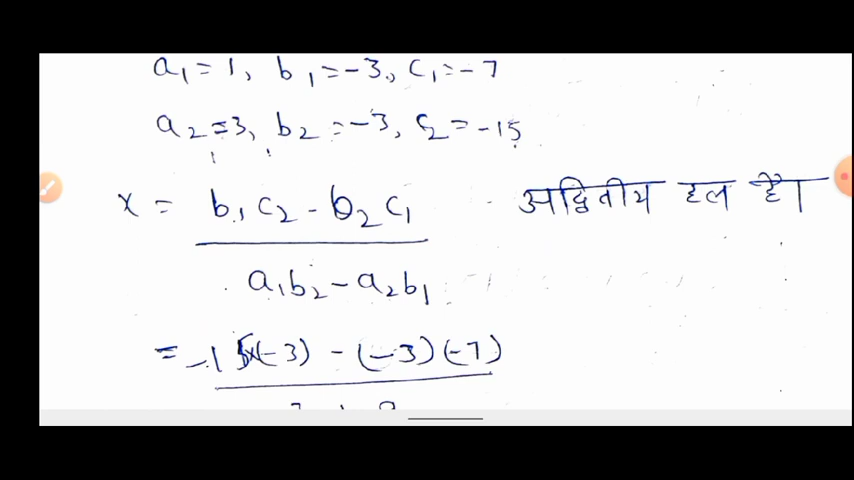 a₁ = 1, b₁ = -3, c₁ = -7
a₂ = 3, b₂ = -3, c₂ = -15
x = b₁c₂ - b₂c₁ अद्वितीय हल है।
a₁b₂ - a₂b₁
= -15×(-3) - (-3)(-7)